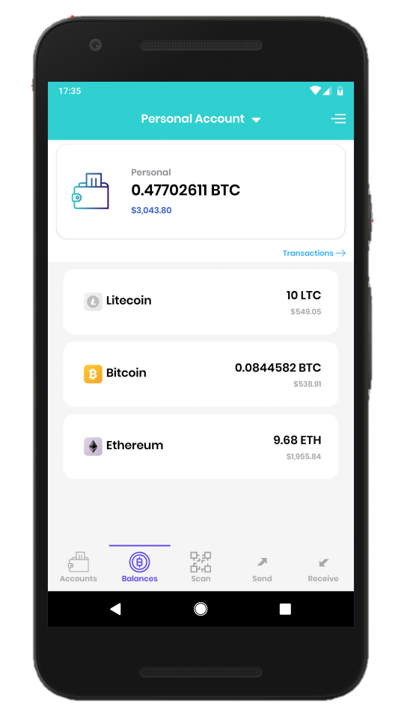 17:35
Personal Account
Personal
0.47702611 BTC
$3,043.80
Transactions
Litecoin
10 LTC
$549.05
Bitcoin
0.0844582 BTC
$538.91
Ethereum
9.68 ETH
$1,955.84
Accounts
Balances
Scan
Send
Receive